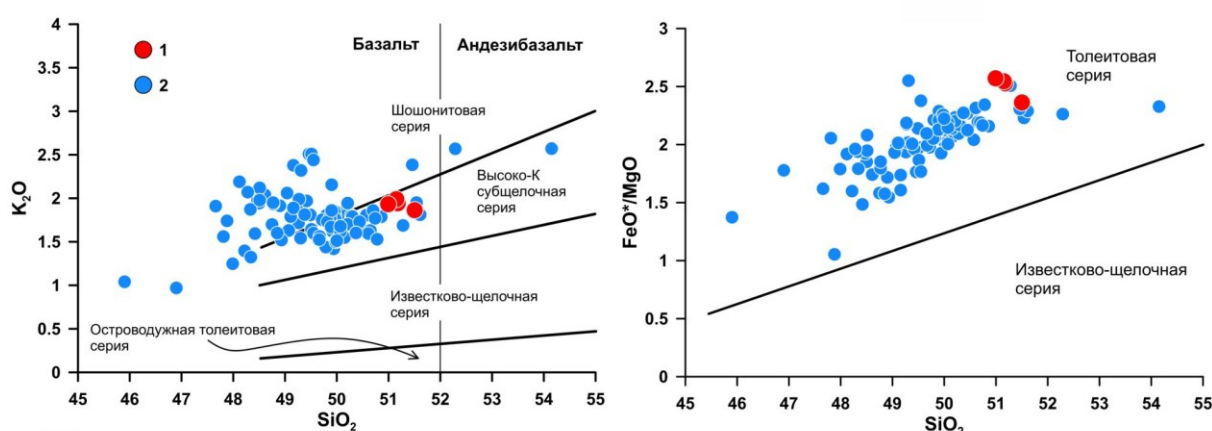 4
3.5
3
2.5
2
1.5
1
0.5
0
K₂O
1
2
Базальт
Андезибазальт
Шошонитовая
серия
Высоко-К
субщелочная
серия
Известково-щелочная
серия
Островодужная толеитовая
серия
45 46 47 48 49 50 51 52 53 54 55
SiO₂
3
2.5
2
1.5
1
0.5
0
FeO*/MgO
Толеитовая
серия
Известково-щелочная
серия
45 46 47 48 49 50 51 52 53 54 55
SiO₂